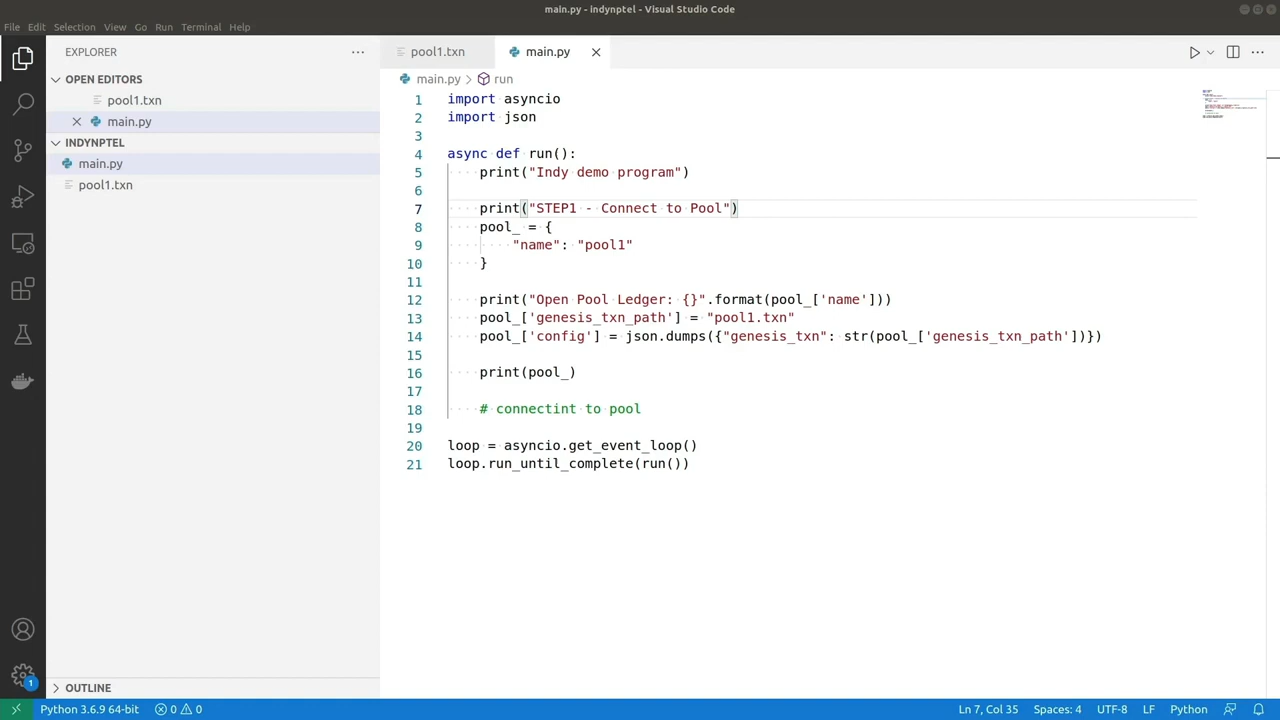 main.py - indynptel - Visual Studio Code
File Edit Selection View Go Run Terminal Help
EXPLORER
OPEN EDITORS
pool1.txn
main.py
INDYNPTEL
main.py
pool1.txn
OUTLINE
pool1.txn main.py
main.py > run
1 import asyncio
2 import json
3
4 async def run():
5     print("Indy demo program")
6
7     print("STEP1 - Connect to Pool")
8     pool_ = {
9         "name": "pool1"
10     }
11
12     print("Open Pool Ledger: {}".format(pool_['name']))
13     pool_['genesis_txn_path'] = "pool1.txn"
14     pool_['config'] = json.dumps({"genesis_txn": str(pool_['genesis_txn_path'])})
15
16     print(pool_)
17
18     # connectint to pool
19
20 loop = asyncio.get_event_loop()
21 loop.run_until_complete(run())
1
Python 3.6.9 64-bit 0 0 Ln 7, Col 35 Spaces: 4 UTF-8 LF Python